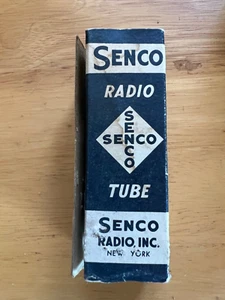 SENCO
RADIO
SENCO
SENCO
TUBE
SENCO
RADIO, INC.
NEW YORK